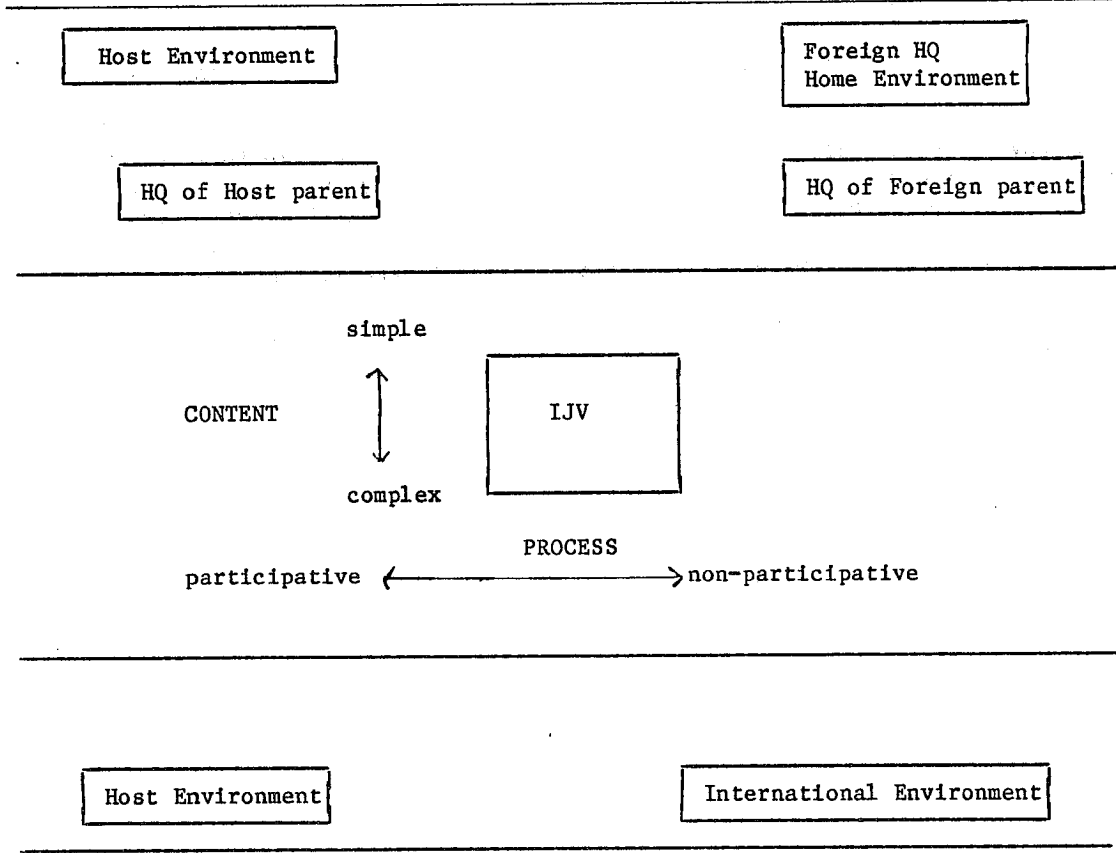 Host Environment
Foreign HQ
Home Environment
HQ of Host parent
HQ of Foreign parent
simple
CONTENT
IJV
complex
PROCESS
participative
non-participative
Host Environment
International Environment